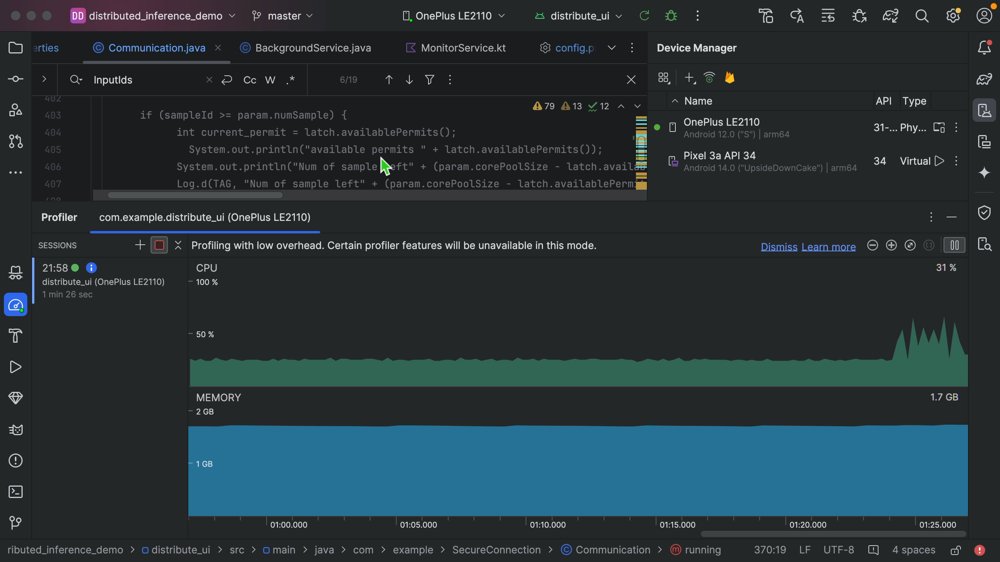 DD distributed_inference_demo master OnePlus LE2110 distribute_ui
erties Communication.java BackgroundService.java MonitorService.kt config.p
Device Manager
InputIds Cc W .* 6/19
Name API Type
402
79 13 12
403 if (sampleId >= param.numSample) {
404 int current_permit = latch.availablePermits();
405 System.out.println("available permits " + latch.availablePermits());
406 System.out.println("Num of sample left" + (param.corePoolSize - latch.availab
407 Log.d(TAG, "Num of sample left" + (param.corePoolSize - latch.availablePermit
408
OnePlus LE2110 31-... Phy...
Android 12.0 ("S") | arm64
Pixel 3a API 34 34 Virtual
Android 14.0 ("UpsideDownCake") | arm64
Profiler com.example.distribute_ui (OnePlus LE2110)
SESSIONS
Profiling with low overhead. Certain profiler features will be unavailable in this mode. Dismiss Learn more
21:58
distribute_ui (OnePlus LE2110)
1 min 26 sec
CPU 31 %
100 %
50 %
MEMORY 1.7 GB
2 GB
1 GB
01:00.000 01:05.000 01:10.000 01:15.000 01:20.000 01:25.000
ributed_inference_demo > distribute_ui > src > main > java > com > example > SecureConnection > Communication > running 370:19 LF UTF-8 4 spaces